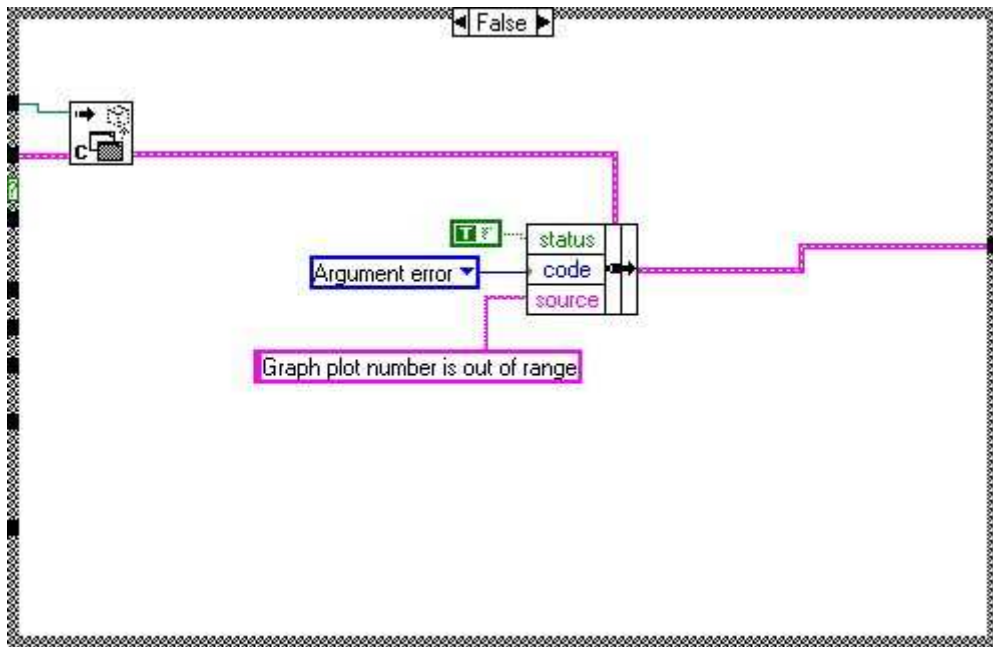 False
C
T F
status
Argument error
code
source
Graph plot number is out of range
?